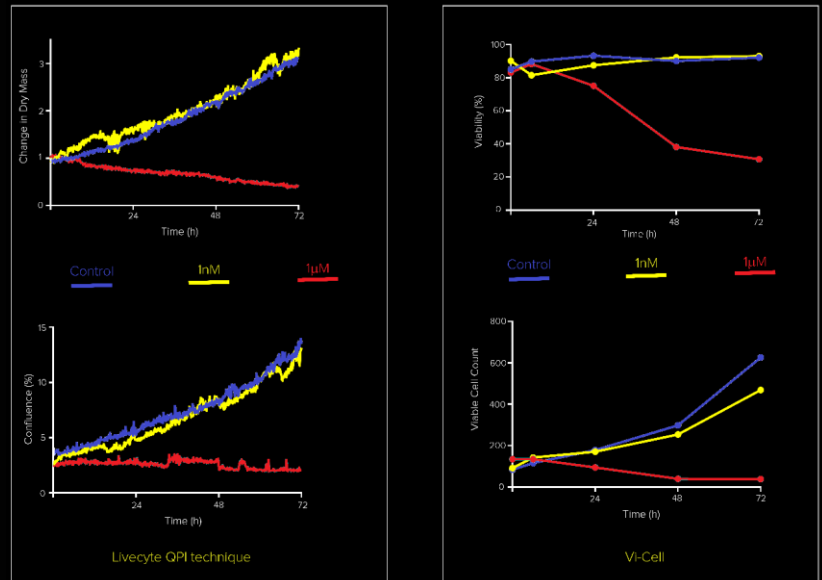 Change in Dry Mass
3
2
1
0
24
48
72
Time (h)
Control
1nM
1μM
Confluence (%)
15
10
5
0
24
48
72
Time (h)
Livecyte QPI technique
Viability (%)
100
80
60
40
20
0
24
48
72
Time (h)
Control
1nM
1μM
Viable Cell Count
800
600
400
200
0
24
48
72
Time (h)
Vi-Cell